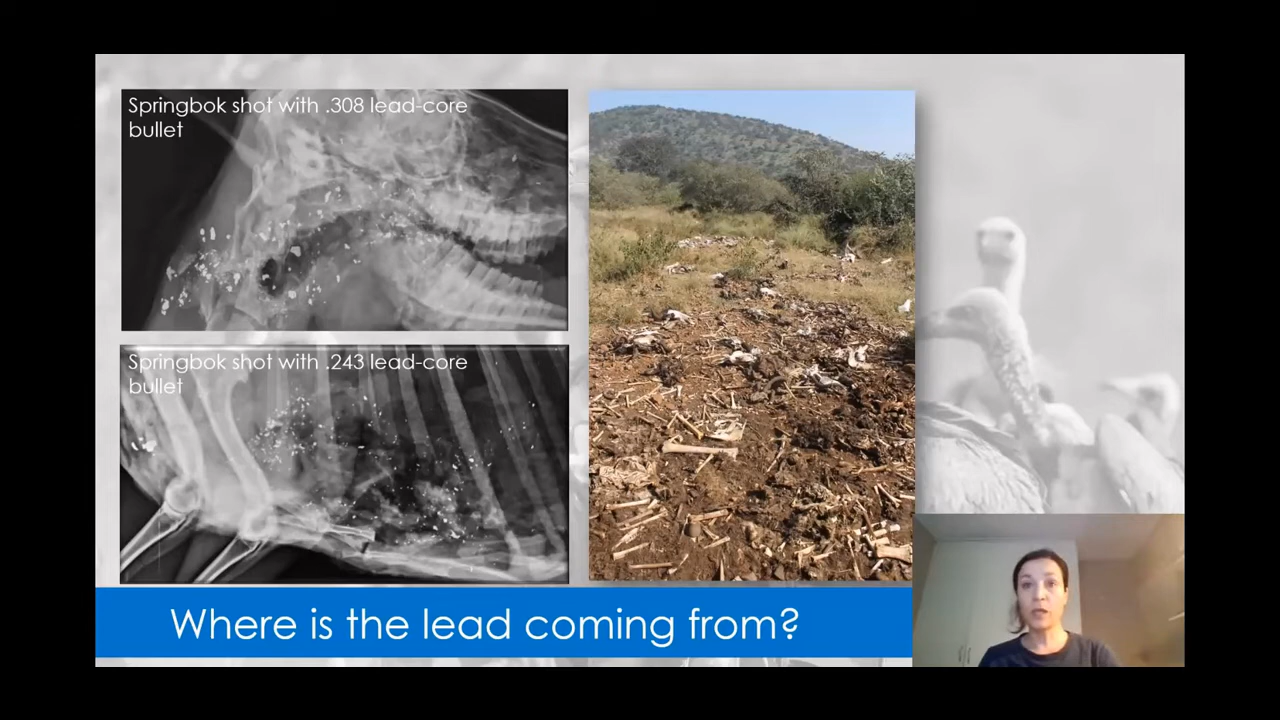 Springbok shot with .308 lead-core
bullet
Springbok shot with .243 lead-core
bullet
Where is the lead coming from?